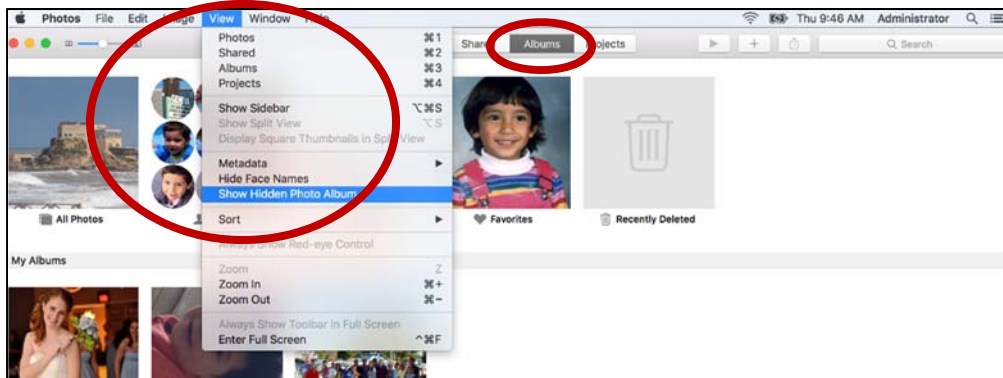 Photos File Edit Image View Window Help Thu 9:46 AM Administrator
Photos ⌘1
Shared ⌘2
Albums ⌘3
Projects ⌘4
Show Sidebar ⌥⌘S
Show Split View ⌥S
Display Square Thumbnails in Split View
Metadata
Hide Face Names
Show Hidden Photo Album
Sort
Always Show Red-eye Control
Zoom Z
Zoom In ⌘+
Zoom Out ⌘-
Always Show Toolbar in Full Screen
Enter Full Screen ^⌘F
Shared Albums Projects Search
All Photos Favorites Recently Deleted
My Albums